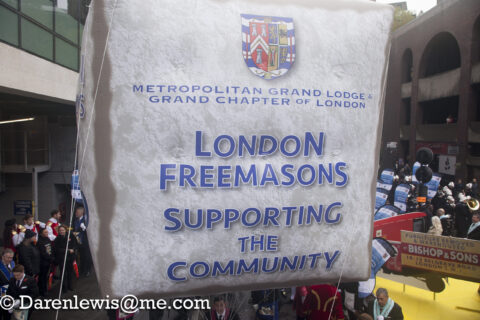 METROPOLITAN GRAND LODGE &
GRAND CHAPTER OF LONDON
LONDON
FREEMASONS
SUPPORTING
THE
COMMUNITY
BISHOP & SONS
© Darenlewis@me.com